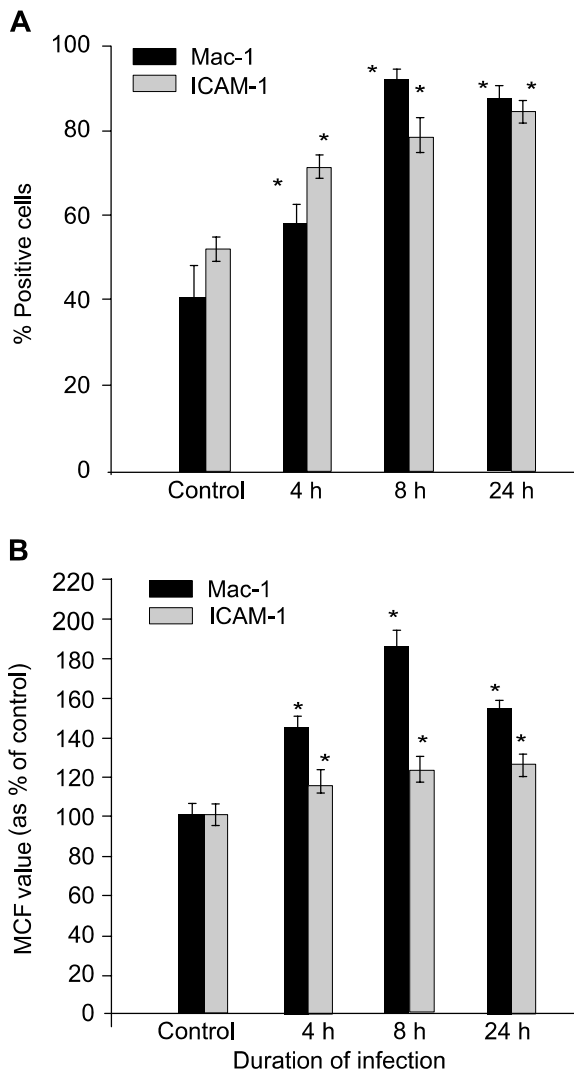 A
% Positive cells
100
80
60
40
20
0
Mac-1
ICAM-1
*
*
*
*
*
*
Control 4 h 8 h 24 h
B
MCF value (as % of control)
220
200
180
160
140
120
100
80
60
40
20
0
Mac-1
ICAM-1
*
*
*
*
*
*
Control 4 h 8 h 24 h
Duration of infection